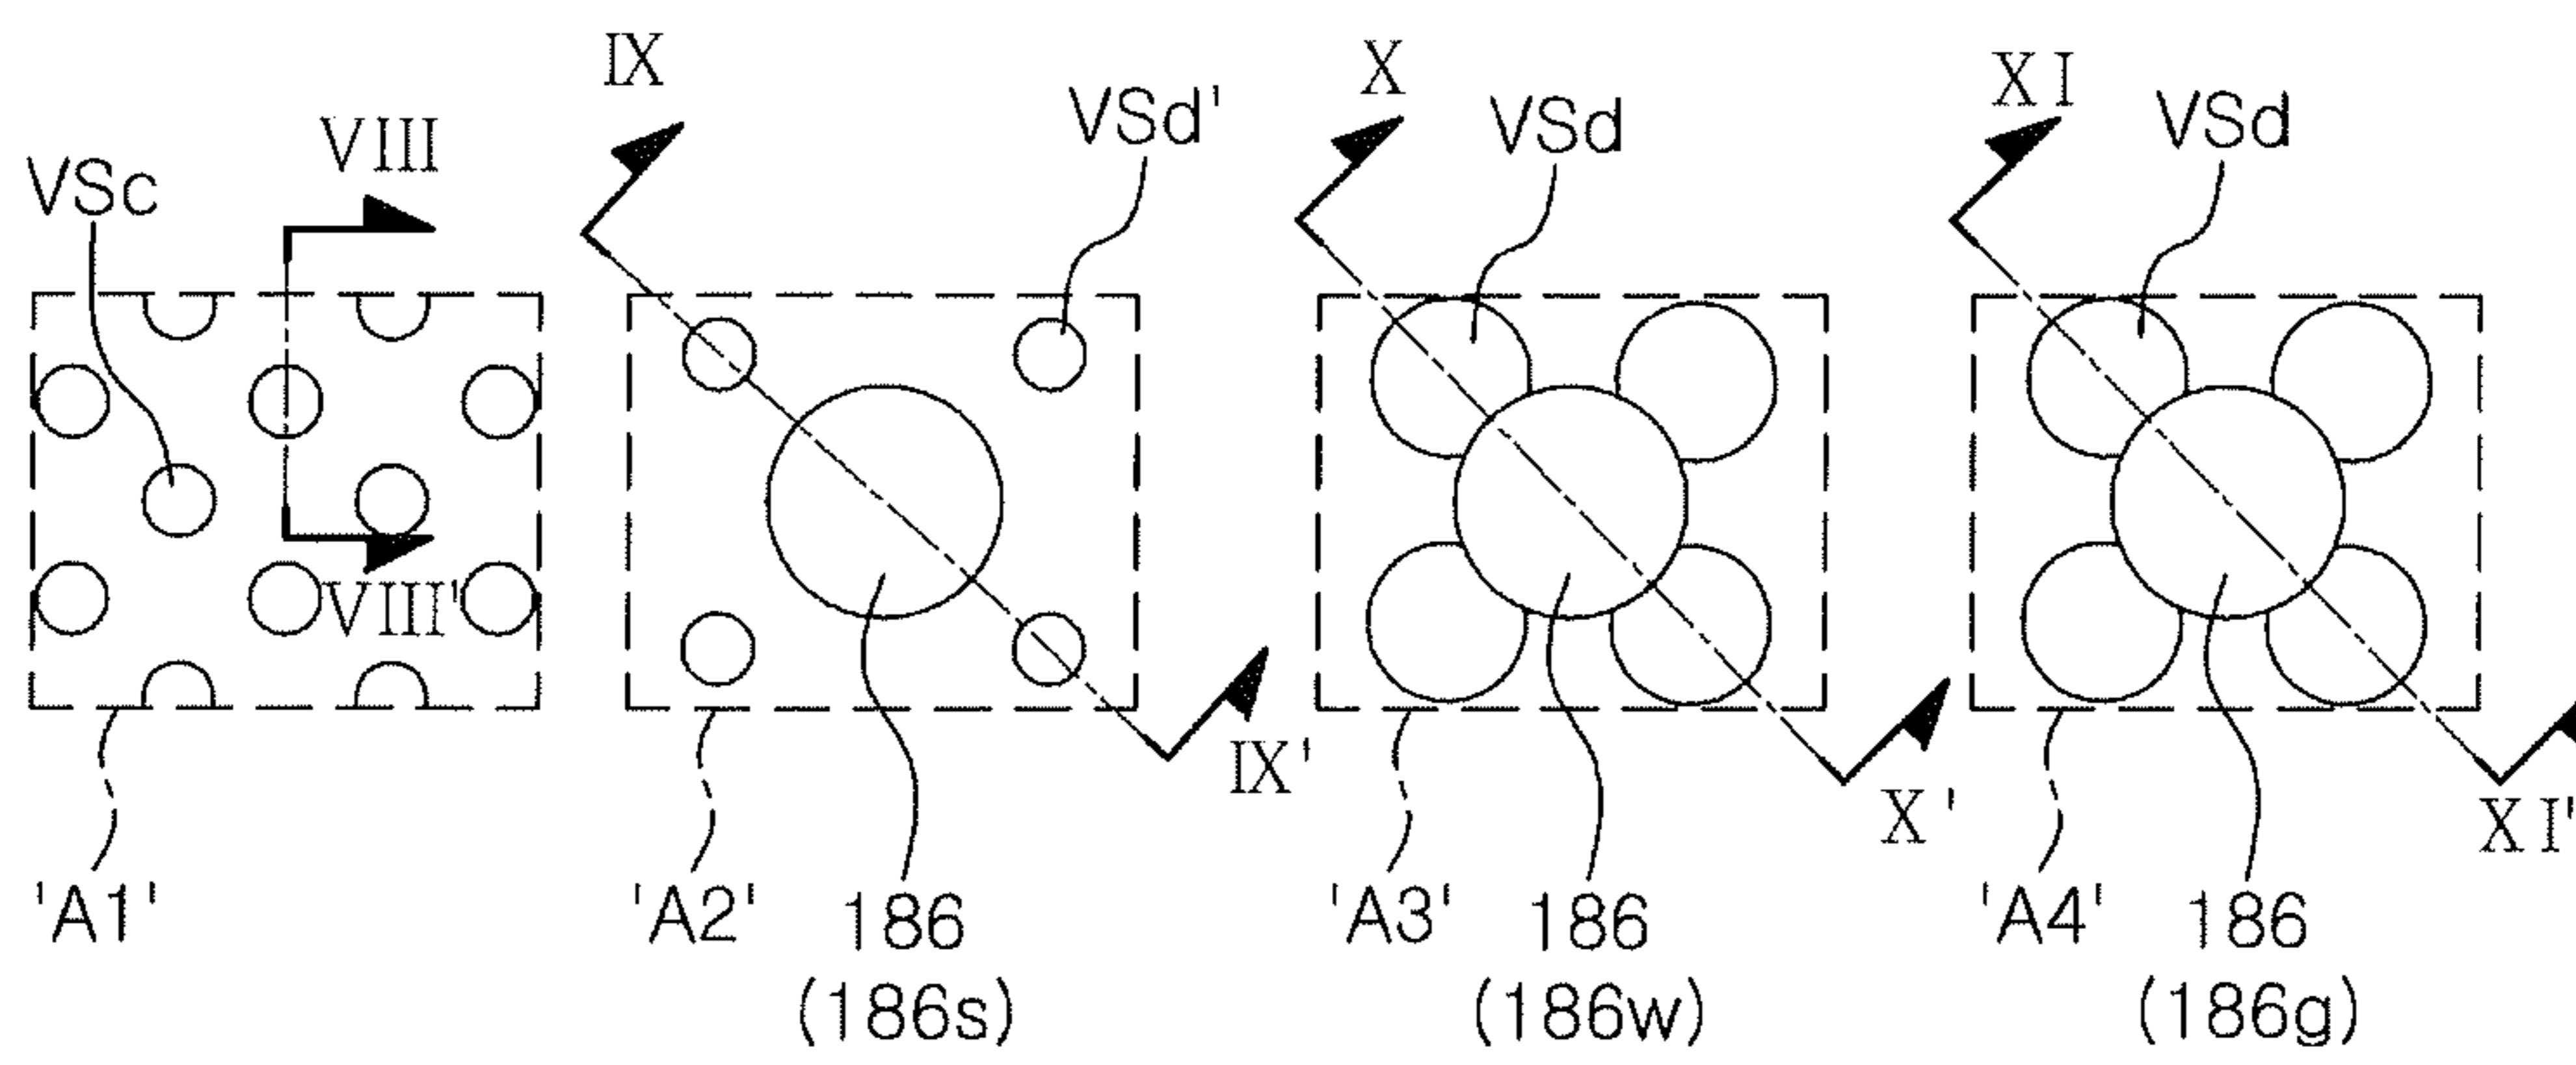 IX
X
XI
VSd'
VSd
VSd
VIII
VSc
VIII'
IX'
X'
XI'
'A1'
'A2'
186
(186s)
'A3'
186
(186w)
'A4'
186
(186g)